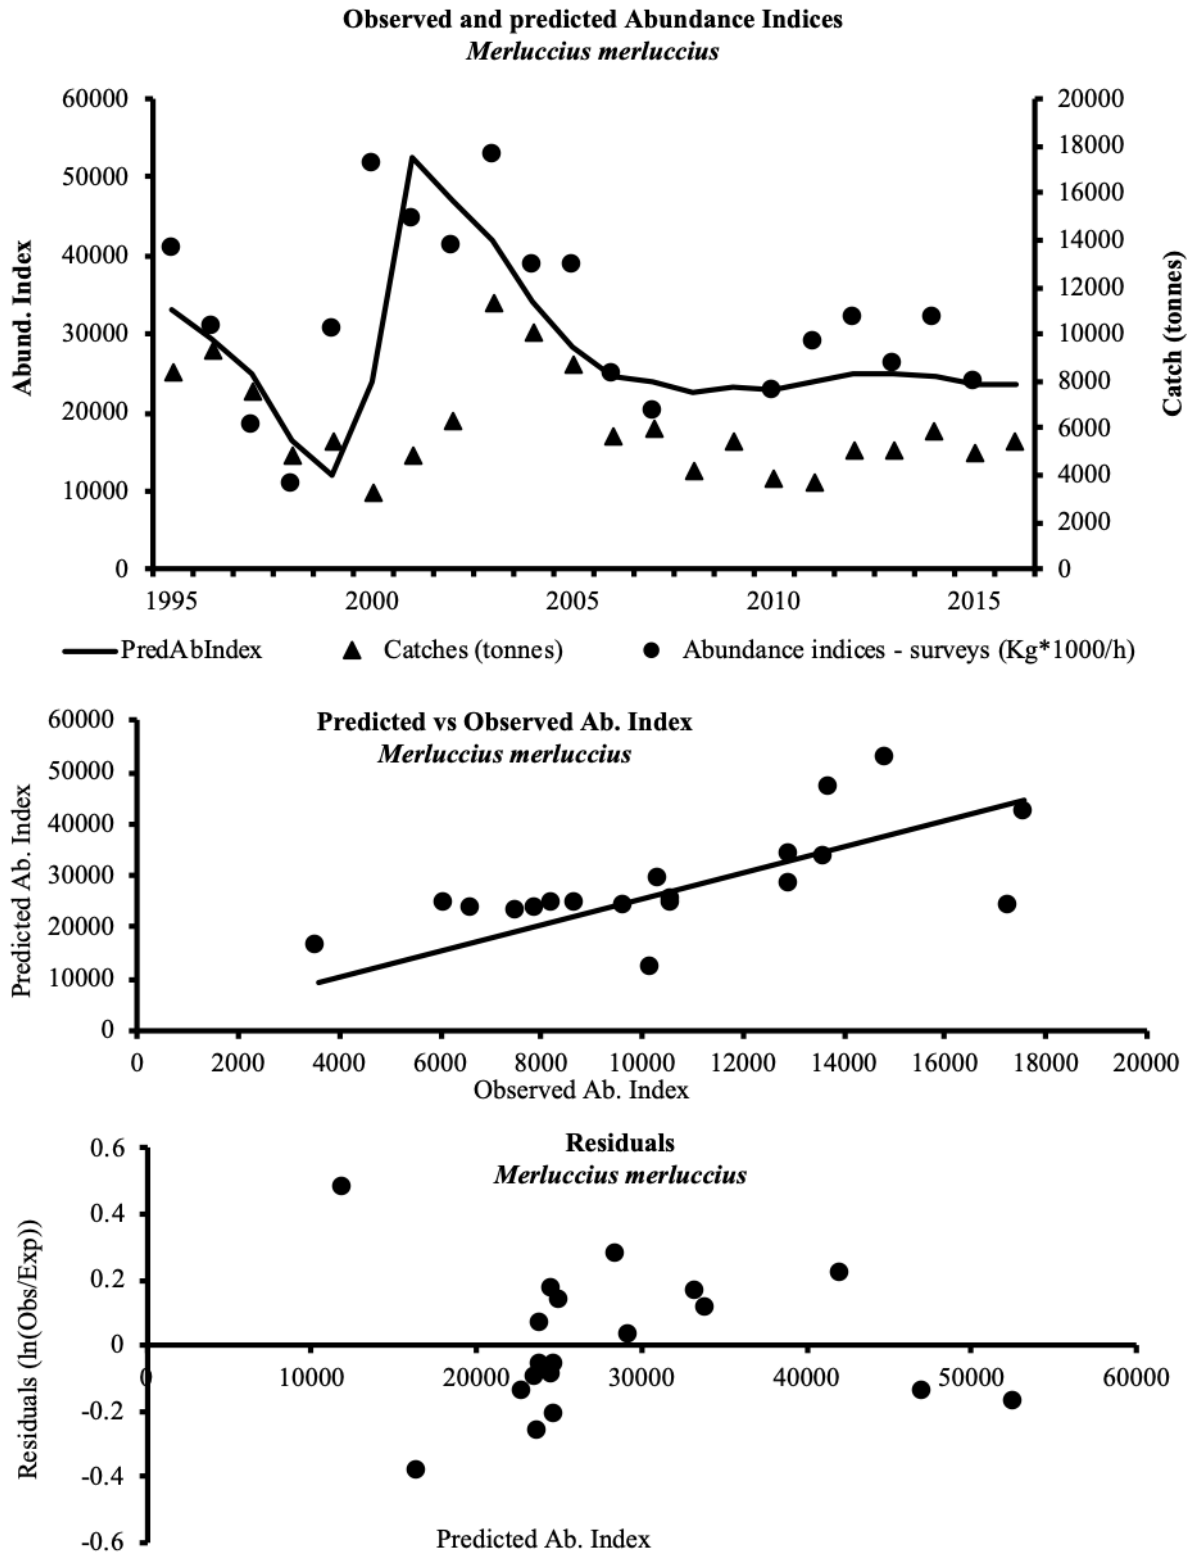 Observed and predicted Abundance Indices
Merluccius merluccius
60000
50000
40000
30000
20000
10000
0
Abund. Index
20000
18000
16000
14000
12000
10000
8000
6000
4000
2000
0
Catch (tonnes)
1995 2000 2005 2010 2015
PredAbIndex Catches (tonnes) Abundance indices - surveys (Kg*1000/h)
Predicted vs Observed Ab. Index
Merluccius merluccius
60000
50000
40000
30000
20000
10000
0
Predicted Ab. Index
0 2000 4000 6000 8000 10000 12000 14000 16000 18000 20000
Observed Ab. Index
Residuals
Merluccius merluccius
0.6
0.4
0.2
0
-0.2
-0.4
-0.6
Residuals (ln(Obs/Exp))
0 10000 20000 30000 40000 50000 60000
Predicted Ab. Index